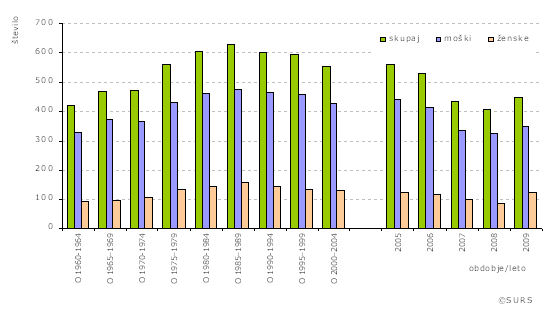 število
700
600
500
400
300
200
100
0
skupaj moški ženske
O 1960-1964
O 1965-1969
O 1970-1974
O 1975-1979
O 1980-1984
O 1985-1989
O 1990-1994
O 1995-1999
O 2000-2004
2005
2006
2007
2008
2009
obdobje/leto
©SURS